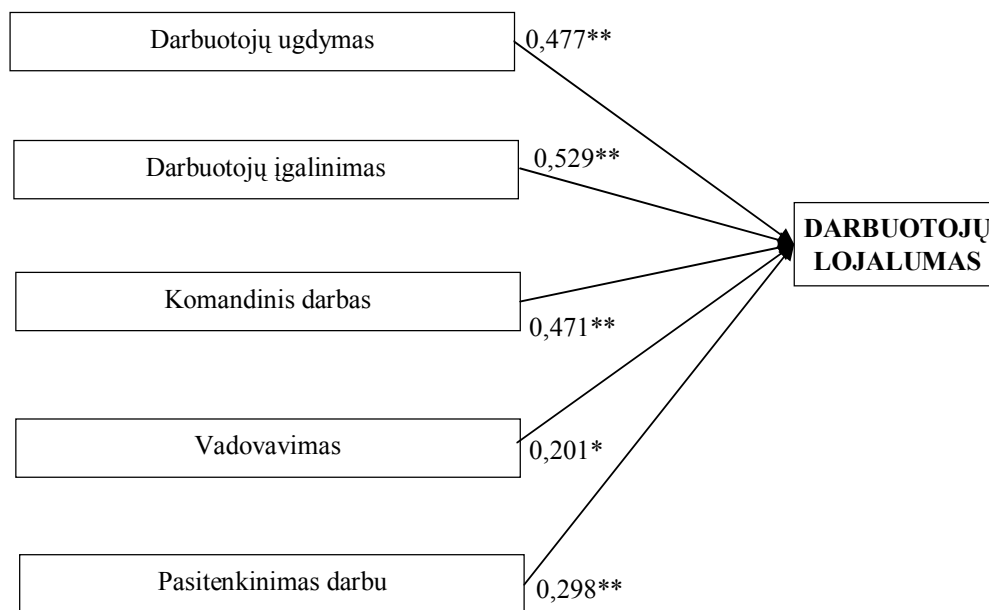 Darbuotojų ugdymas
0,477**
Darbuotojų įgalinimas
0,529**
DARBUOTOJŲ
LOJALUMAS
Komandinis darbas
0,471**
Vadovavimas
0,201*
Pasitenkinimas darbu
0,298**